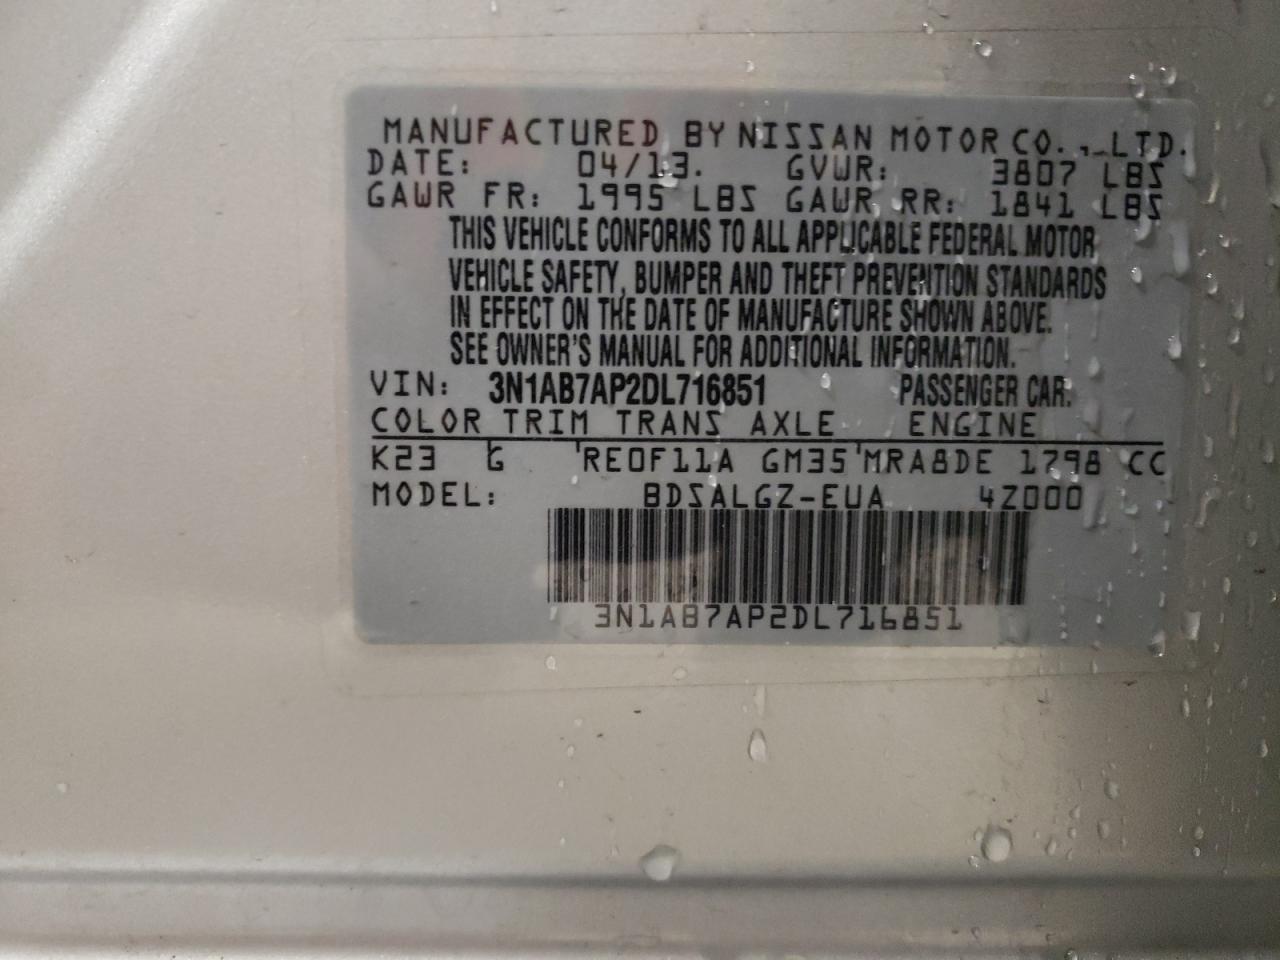 MANUFACTURED BY NISSAN MOTOR CO., LTD.
DATE: 04/13. GVWR: 3807 LBS
GAWR FR: 1995 LBS GAWR RR: 1841 LBS
THIS VEHICLE CONFORMS TO ALL APPLICABLE FEDERAL MOTOR
VEHICLE SAFETY, BUMPER AND THEFT PREVENTION STANDARDS
IN EFFECT ON THE DATE OF MANUFACTURE SHOWN ABOVE.
SEE OWNER'S MANUAL FOR ADDITIONAL INFORMATION.
VIN: 3N1AB7AP2DL716851 PASSENGER CAR.
COLOR TRIM TRANS AXLE ENGINE
K23 G RE0F11A GM35 MRA8DE 1798 CC
MODEL: BDSALGZ-EUA 4Z000
3N1AB7AP2DL716851